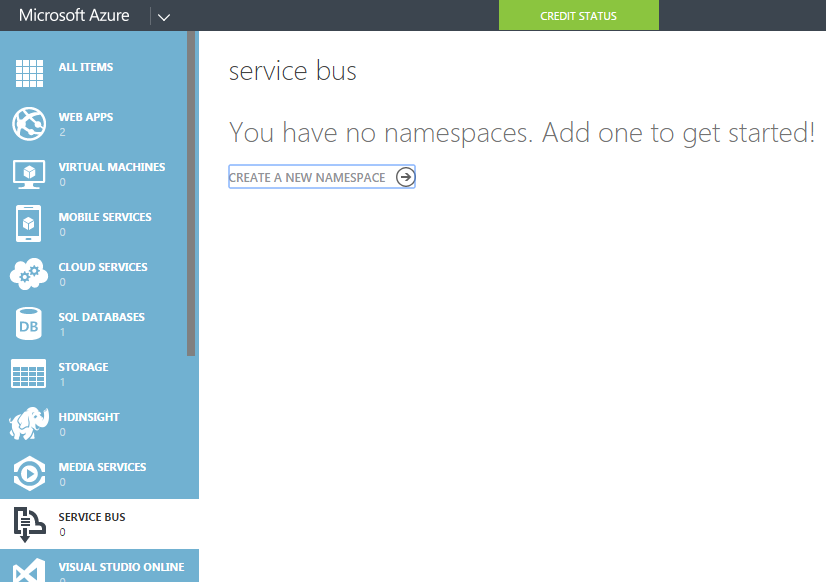 Microsoft Azure
CREDIT STATUS
ALL ITEMS
WEB APPS
2
VIRTUAL MACHINES
0
MOBILE SERVICES
0
CLOUD SERVICES
0
DB
SQL DATABASES
1
STORAGE
1
HDINSIGHT
0
MEDIA SERVICES
0
SERVICE BUS
0
VISUAL STUDIO ONLINE
service bus
You have no namespaces. Add one to get started!
CREATE A NEW NAMESPACE